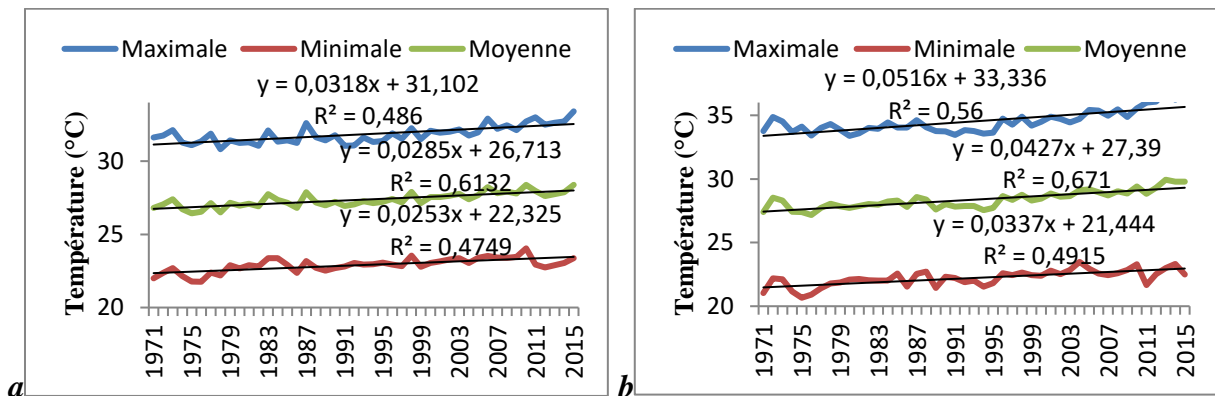 Maximale Minimale Moyenne
y = 0,0318x + 31,102
R² = 0,486
y = 0,0285x + 26,713
R² = 0,6132
y = 0,0253x + 22,325
R² = 0,4749
Température (°C)
30
25
20
1971 1975 1979 1983 1987 1991 1995 1999 2003 2007 2011 2015
a
Maximale Minimale Moyenne
y = 0,0516x + 33,336
R² = 0,56
y = 0,0427x + 27,39
R² = 0,671
y = 0,0337x + 21,444
R² = 0,4915
Température (°C)
35
30
25
20
1971 1975 1979 1983 1987 1991 1995 1999 2003 2007 2011 2015
b